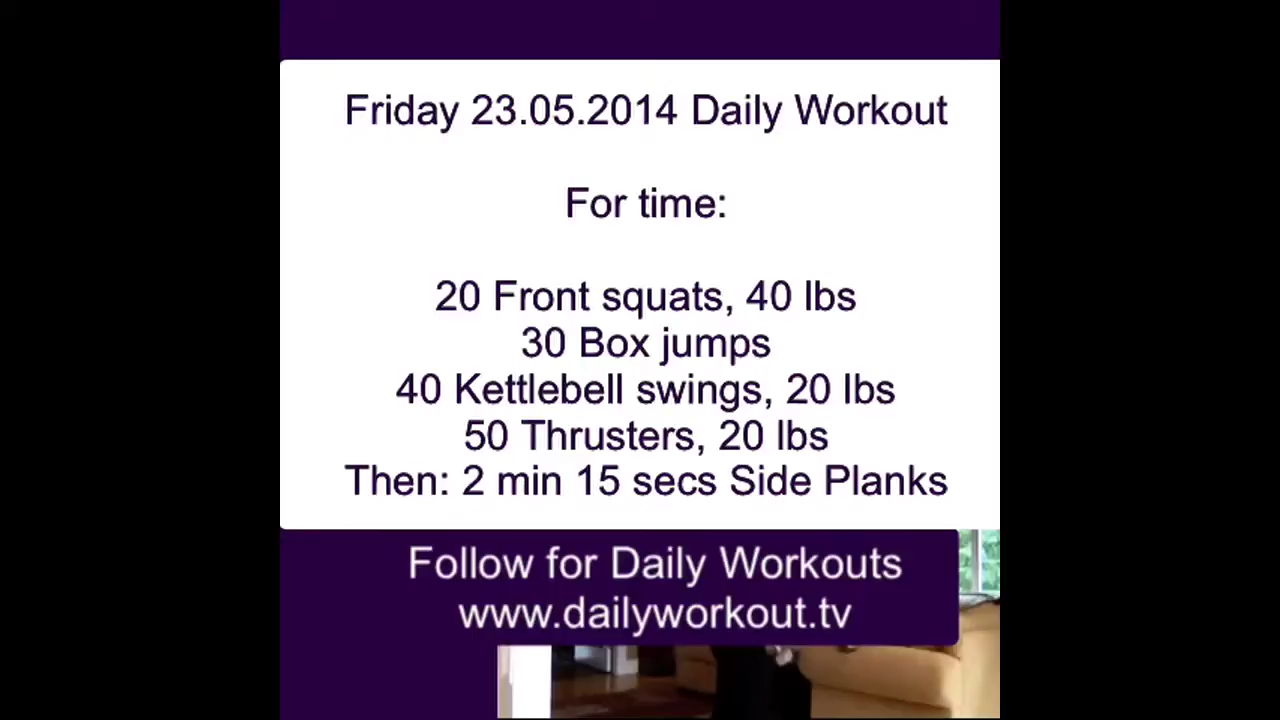 Friday 23.05.2014 Daily Workout
For time:
20 Front squats, 40 lbs
30 Box jumps
40 Kettlebell swings, 20 lbs
50 Thrusters, 20 lbs
Then: 2 min 15 secs Side Planks
Follow for Daily Workouts
www.dailyworkout.tv